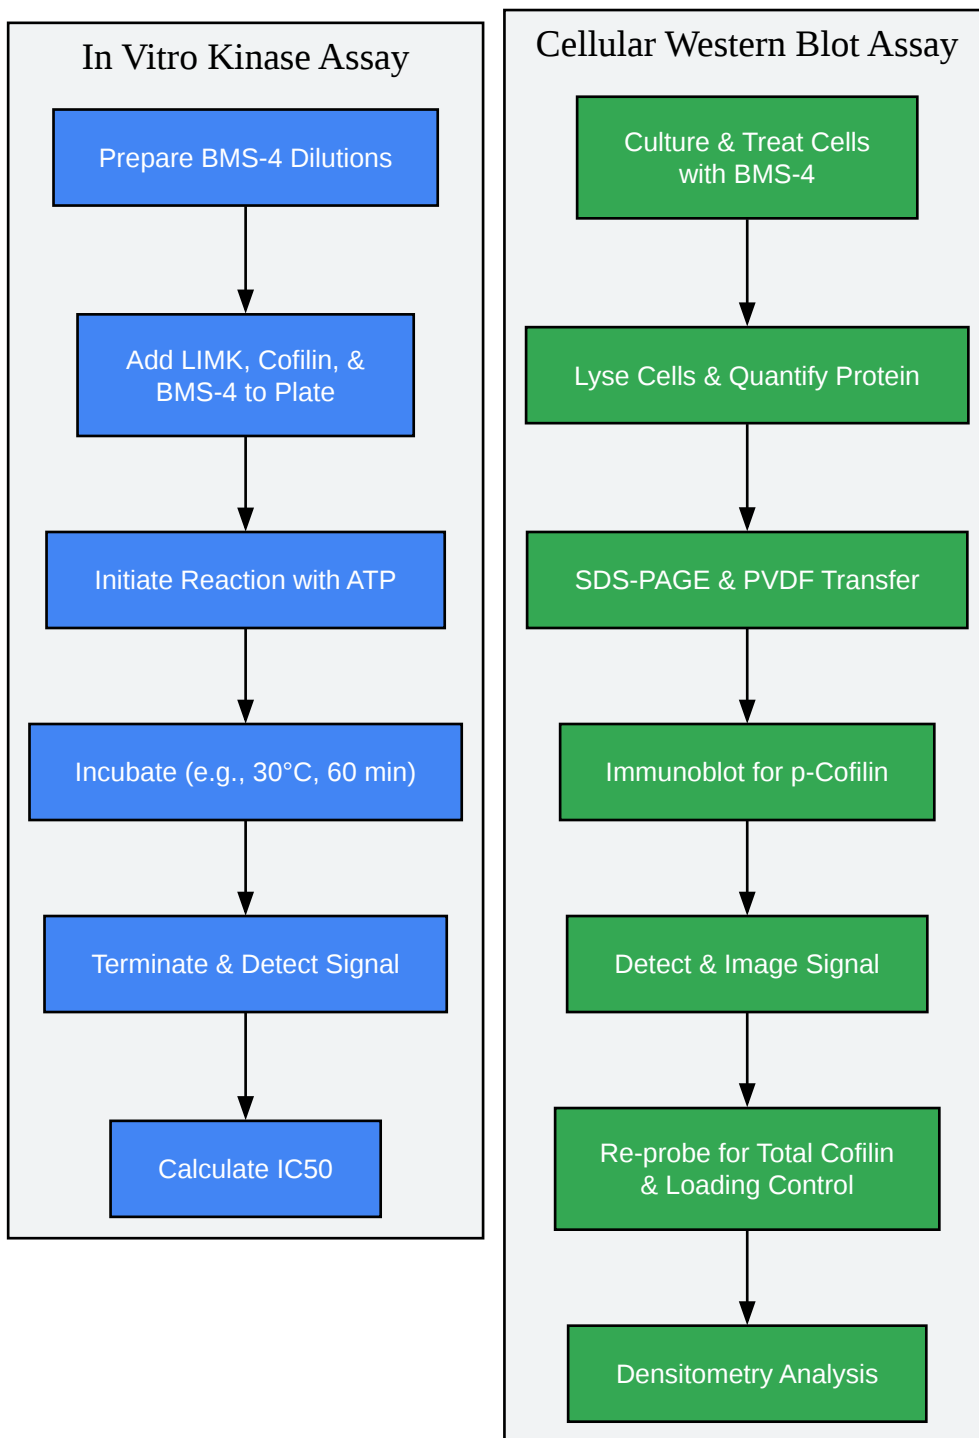 In Vitro Kinase Assay
Prepare BMS-4 Dilutions
Add LIMK, Cofilin, &
BMS-4 to Plate
Initiate Reaction with ATP
Incubate (e.g., 30°C, 60 min)
Terminate & Detect Signal
Calculate IC50
Cellular Western Blot Assay
Culture & Treat Cells
with BMS-4
Lyse Cells & Quantify Protein
SDS-PAGE & PVDF Transfer
Immunoblot for p-Cofilin
Detect & Image Signal
Re-probe for Total Cofilin
& Loading Control
Densitometry Analysis